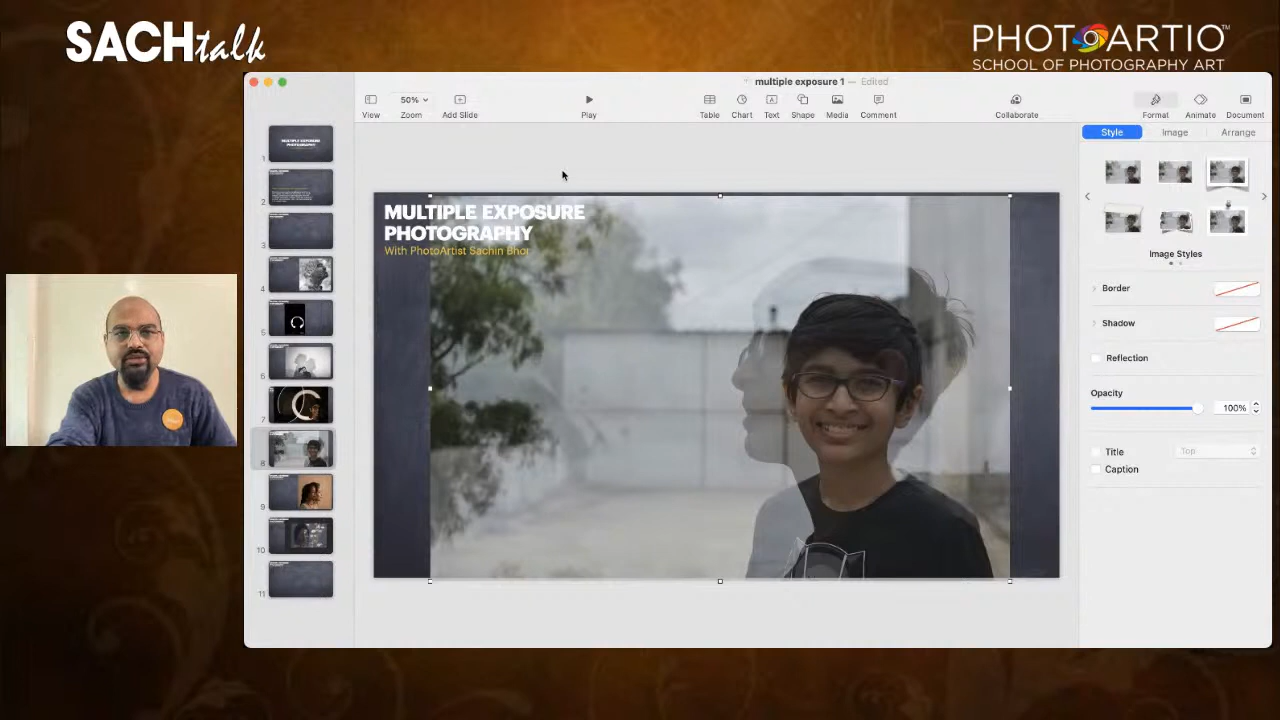 SACHtalk
PHOTOARTIO™
SCHOOL OF PHOTOGRAPHY ART
multiple exposure 1 — Edited
50%
View
Zoom
Add Slide
Play
Table
Chart
Text
Shape
Media
Comment
Collaborate
Format
Animate
Document
Style
Image
Arrange
1
2
3
4
5
6
7
8
9
10
11
MULTIPLE EXPOSURE
PHOTOGRAPHY
With PhotoArtist Sachin Bhor
Image Styles
Border
Shadow
Reflection
Opacity
100%
Title
Top
Caption